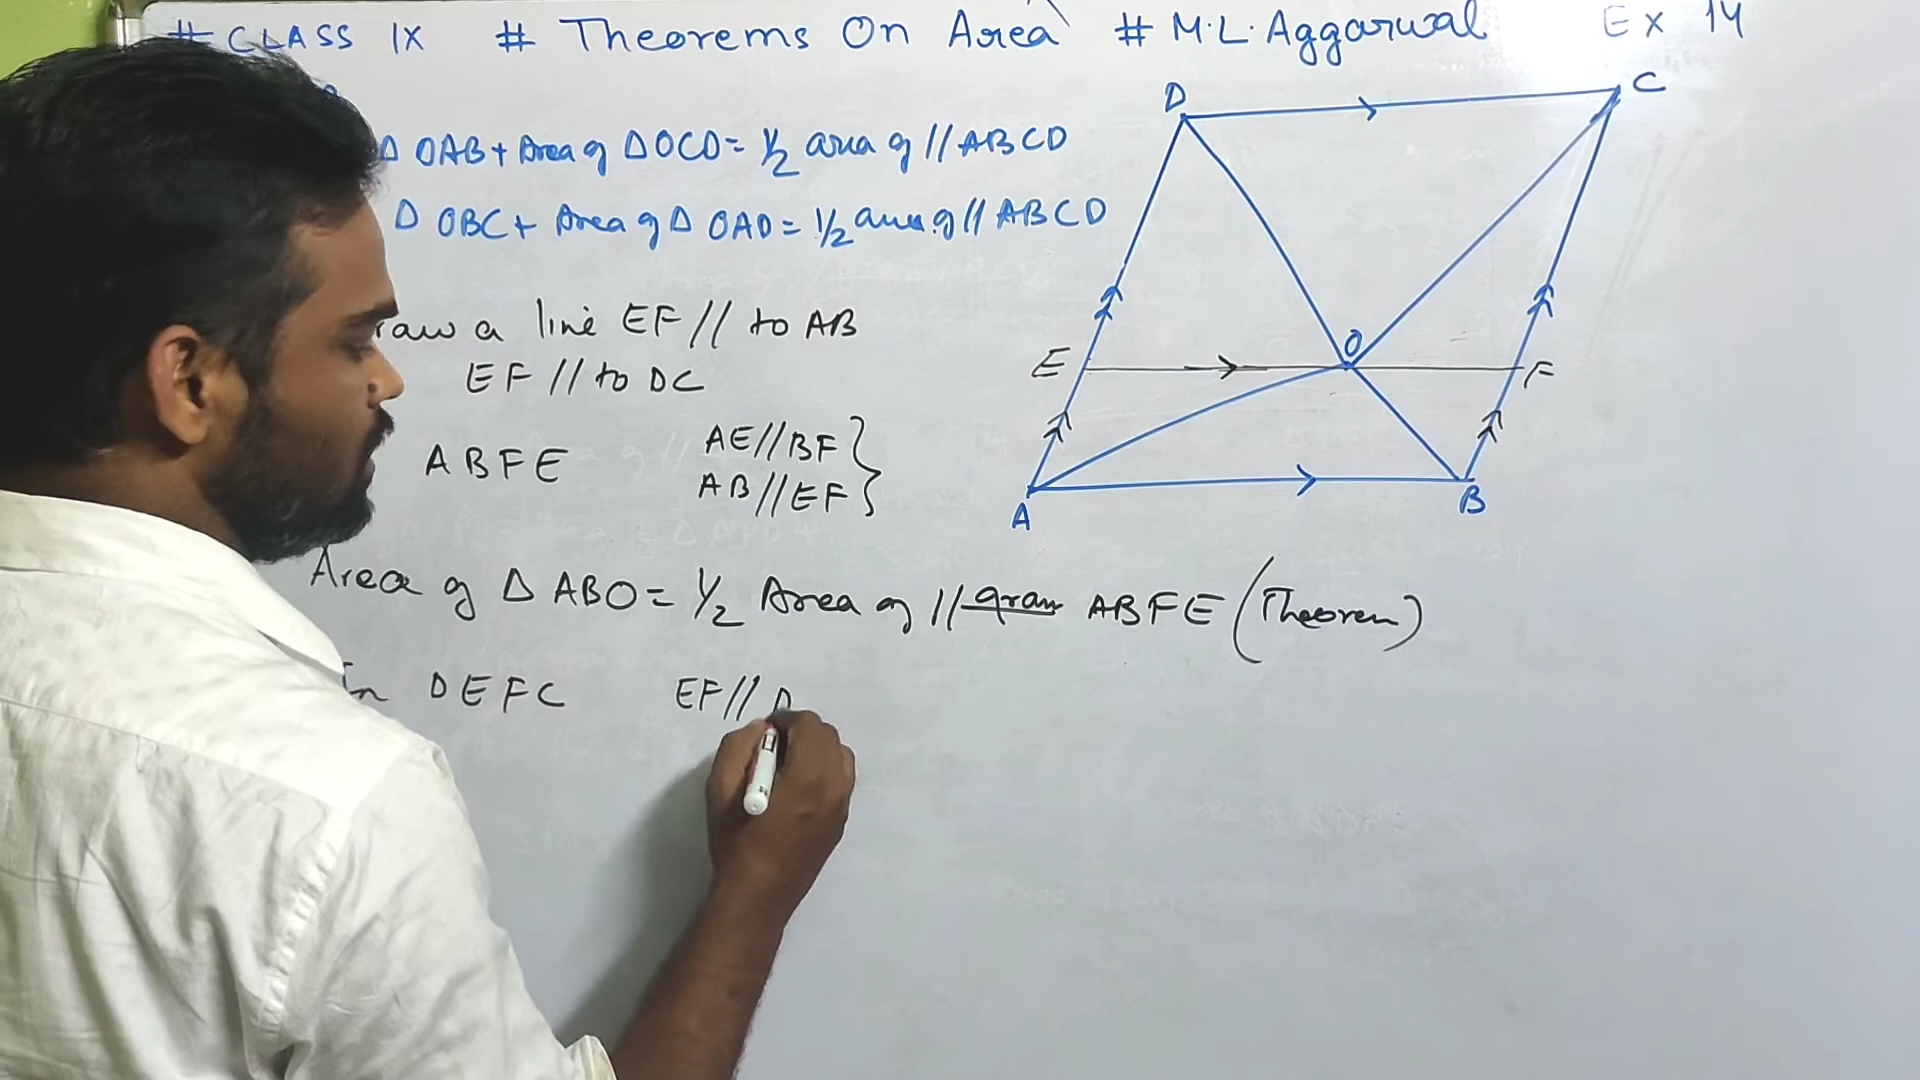 # CLASS IX # Theorems On Area # M.L. Aggarwal Ex 14
Δ OAB + Area of Δ OCD = 1/2 area of // ABCD
Δ OBC + Area of Δ OAD = 1/2 area of // ABCD
raw a line EF // to AB
EF // to DC
ABFE AE//BF }
AB//EF }
Area of Δ ABO = 1/2 Area of //gram ABFE (Theorem)
In DEFC EF// D
D
C
E
O
F
A
B